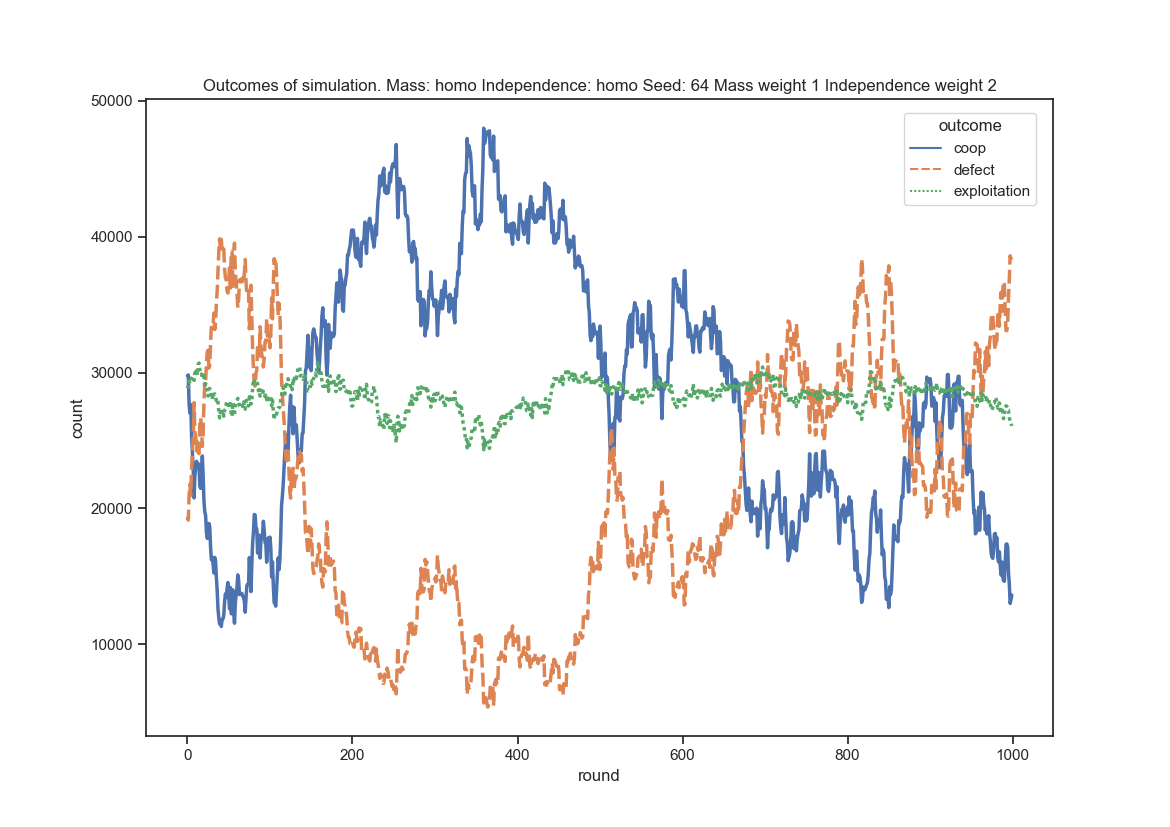 Outcomes of simulation. Mass: homo Independence: homo Seed: 64 Mass weight 1 Independence weight 2
50000
40000
30000
20000
10000
count
outcome
coop
defect
exploitation
0
200
400
600
800
1000
round